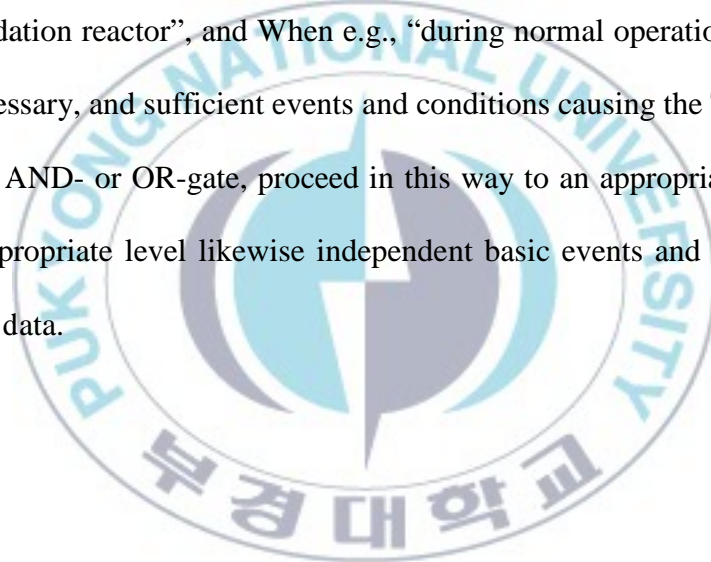 dation reactor”, and When e.g., “during normal operatio
essary, and sufficient events and conditions causing the
AND- or OR-gate, proceed in this way to an appropria
propriate level likewise independent basic events and
data.
PUKYONG NATIONAL UNIVERSITY
부경대학교